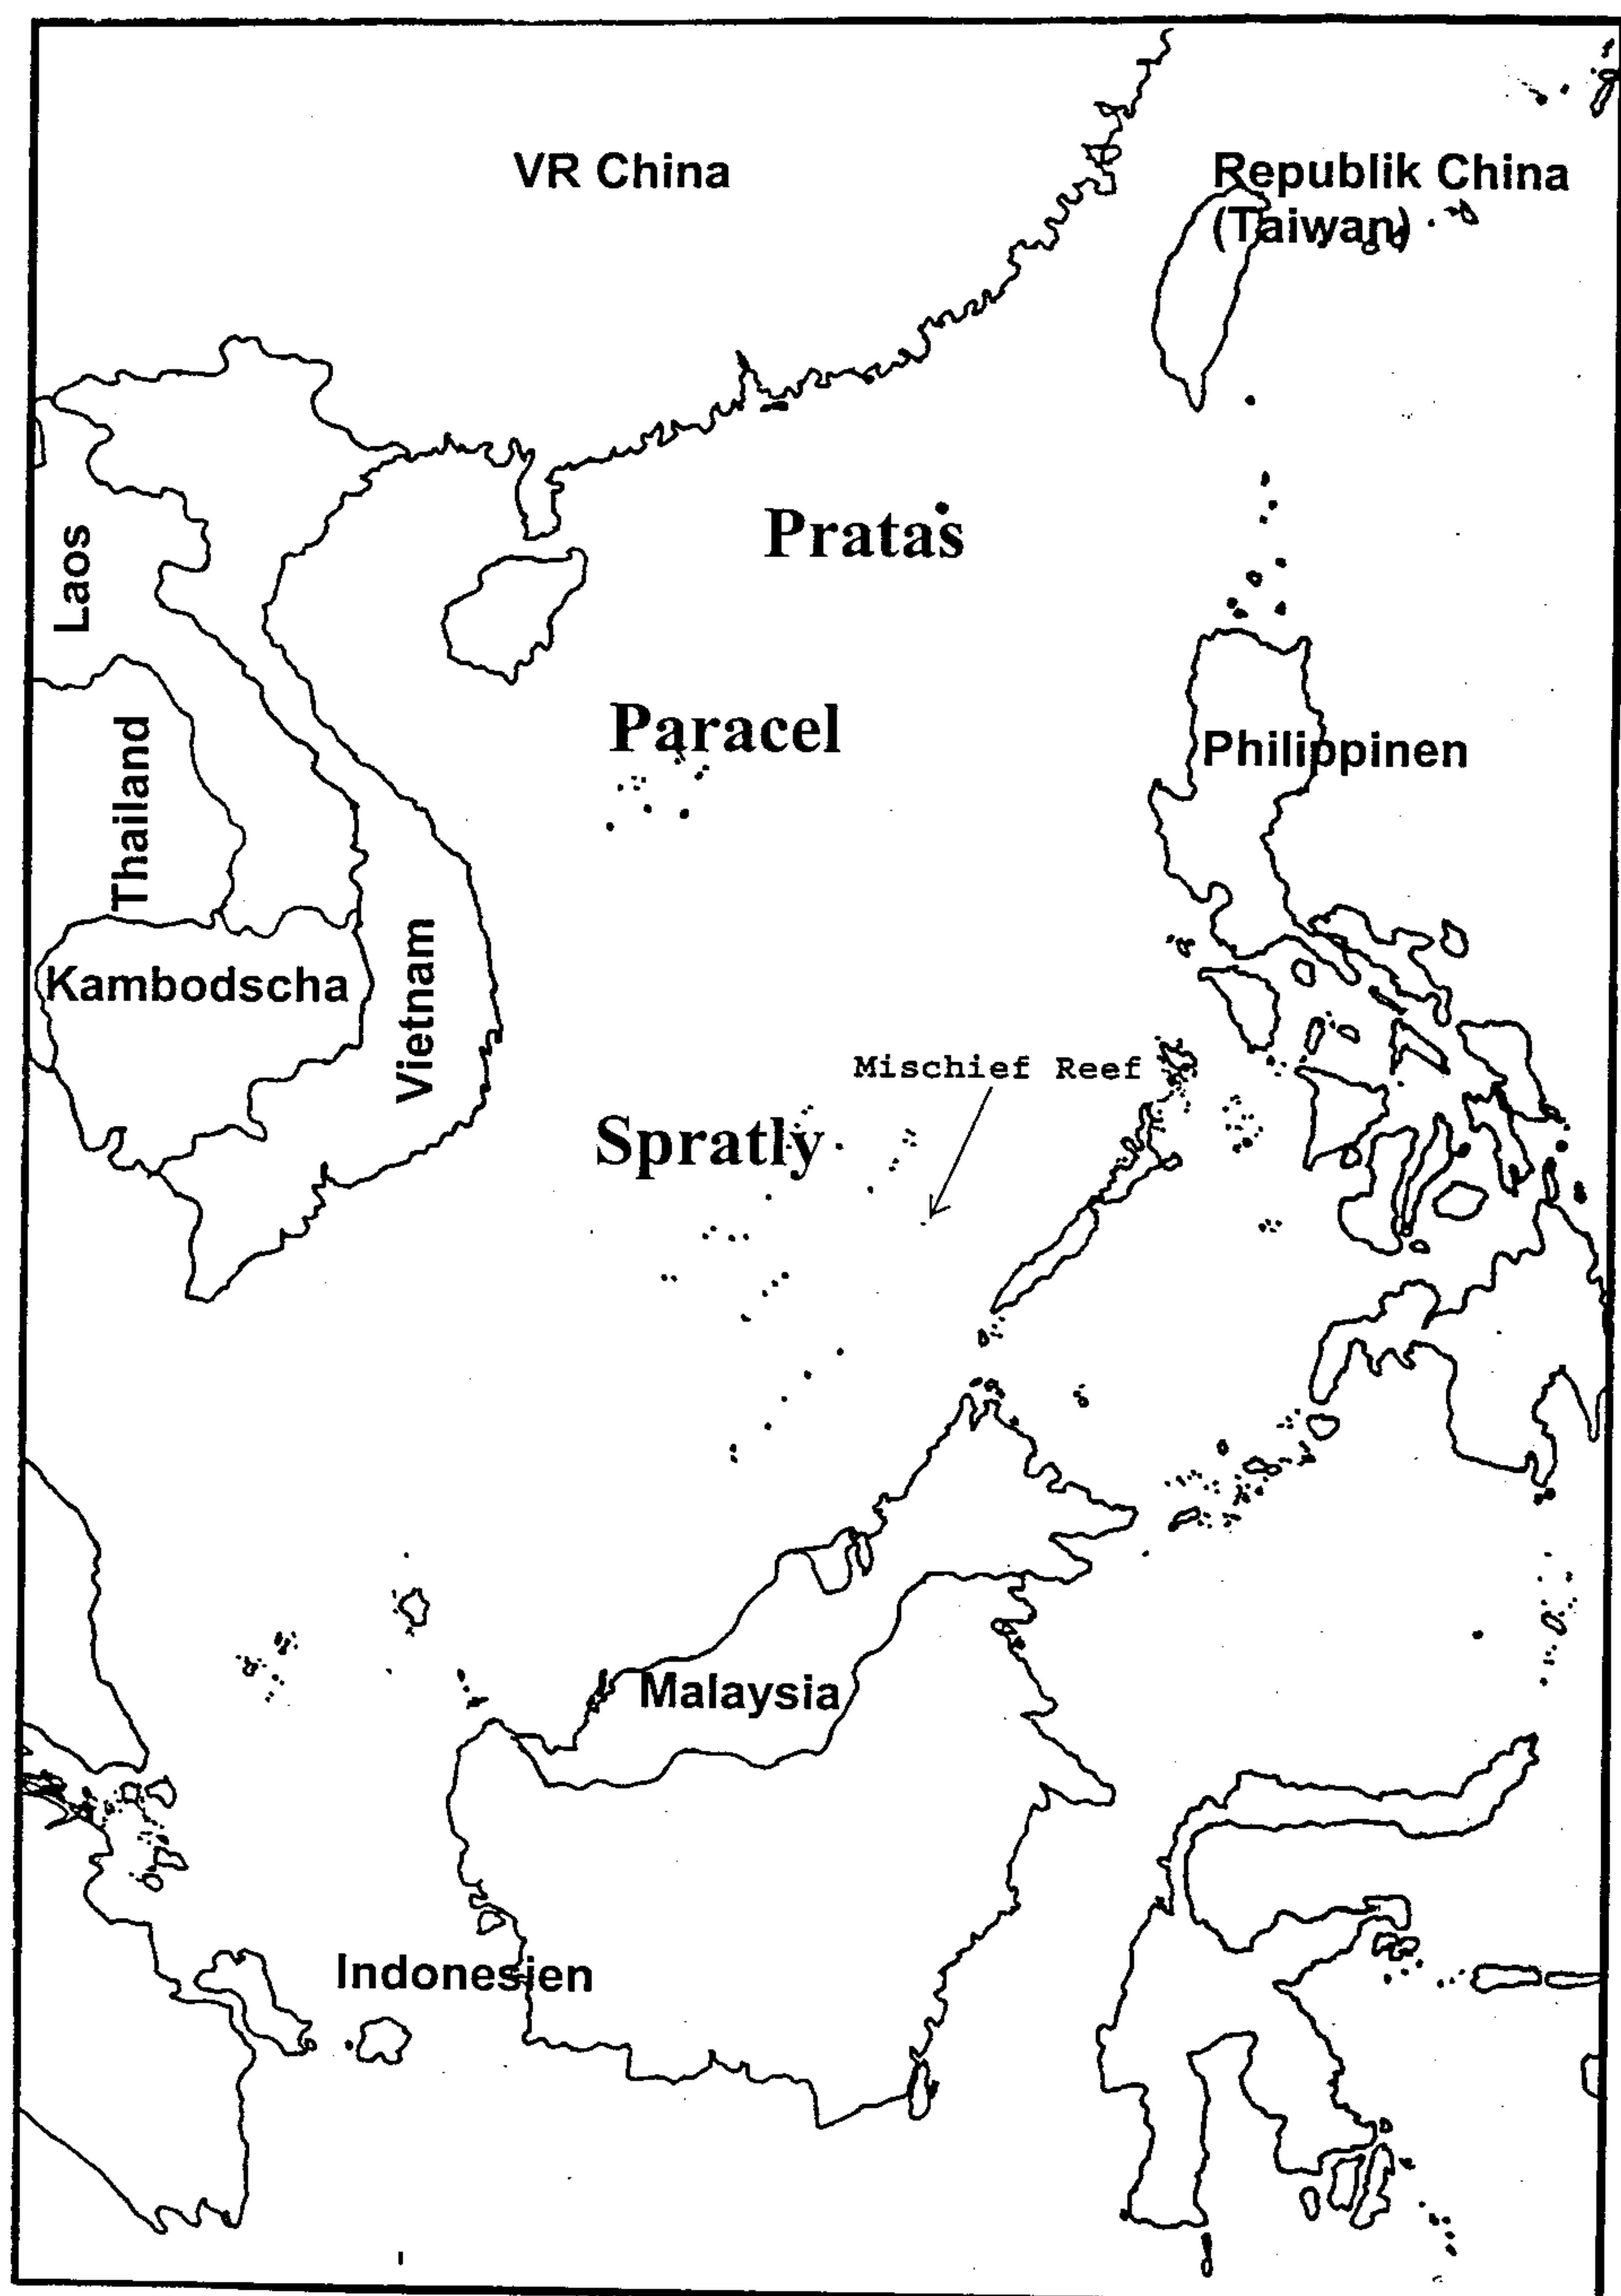 VR China
Republik China
(Taiwan)
Laos
Pratas
Paracel
Thailand
Philippinen
Kambodscha
Vietnam
Mischief Reef
Spratly
Malaysia
Indonesien